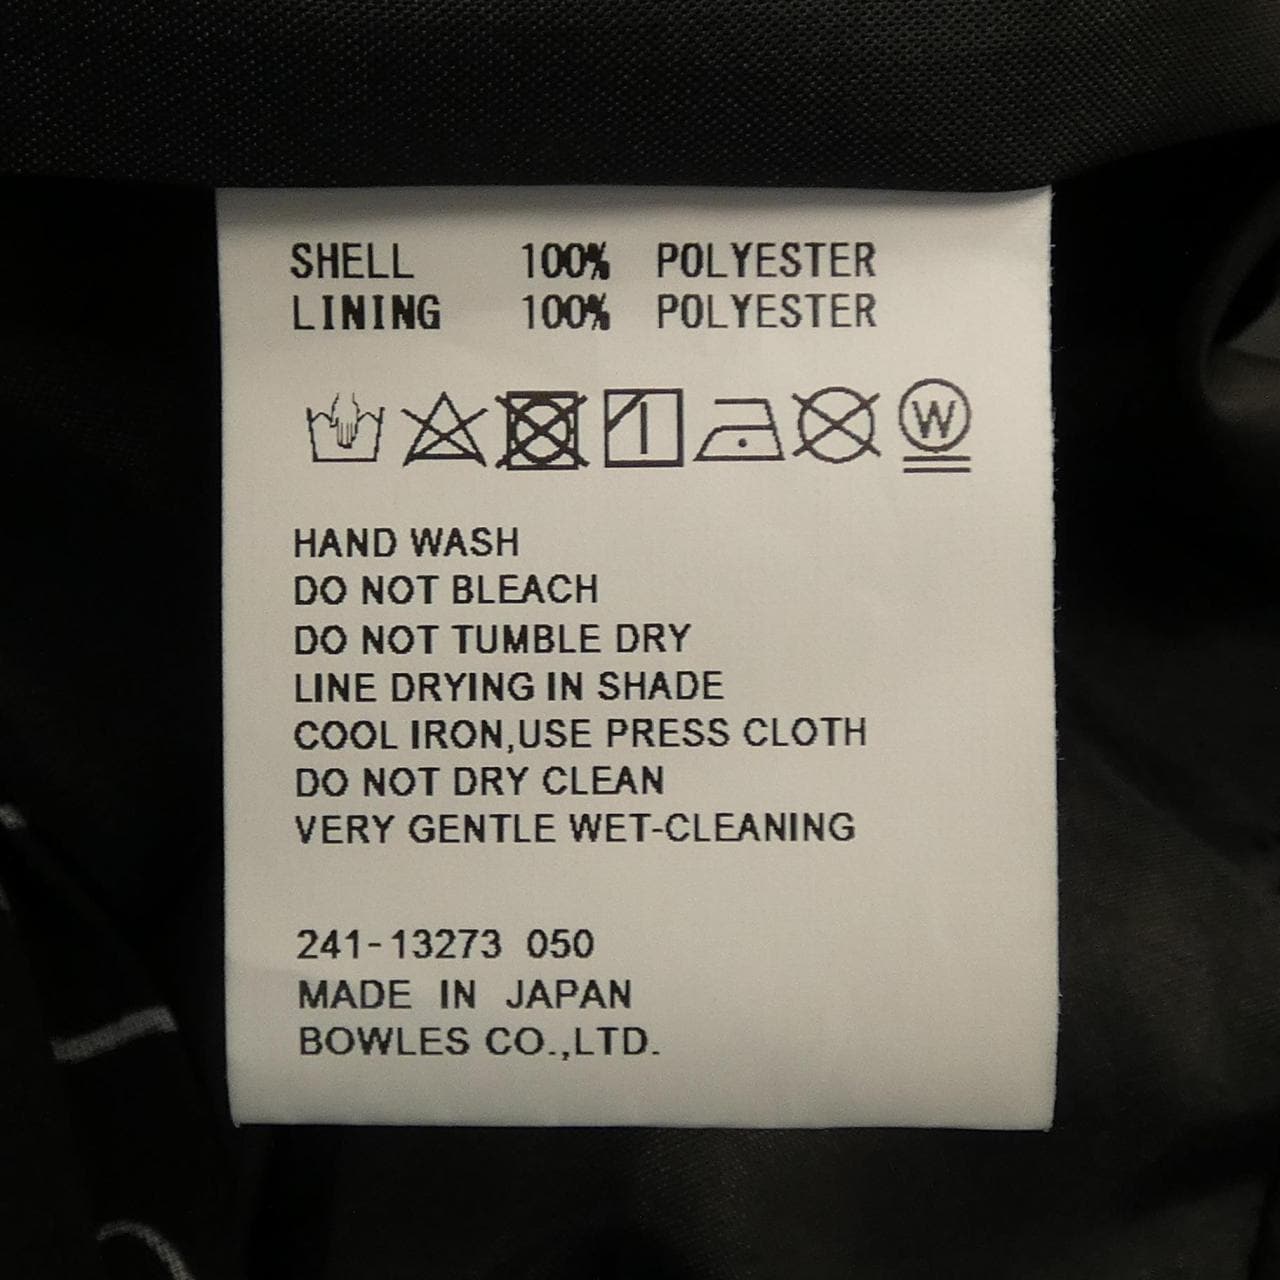 SHELL 100% POLYESTER
LINING 100% POLYESTER
W
HAND WASH
DO NOT BLEACH
DO NOT TUMBLE DRY
LINE DRYING IN SHADE
COOL IRON,USE PRESS CLOTH
DO NOT DRY CLEAN
VERY GENTLE WET-CLEANING
241-13273 050
MADE IN JAPAN
BOWLES CO.,LTD.